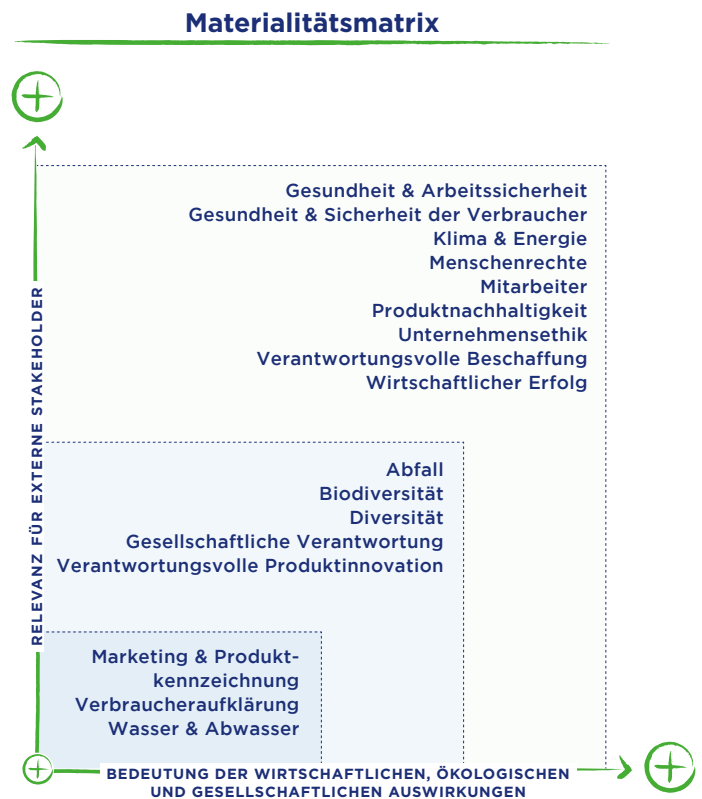 Materialitätsmatrix
Gesundheit & Arbeitssicherheit
Gesundheit & Sicherheit der Verbraucher
Klima & Energie
Menschenrechte
Mitarbeiter
Produktnachhaltigkeit
Unternehmensethik
Verantwortungsvolle Beschaffung
Wirtschaftlicher Erfolg
RELEVANZ FÜR EXTERNE STAKEHOLDER
Abfall
Biodiversität
Diversität
Gesellschaftliche Verantwortung
Verantwortungsvolle Produktinnovation
Marketing & Produkt-
kennzeichnung
Verbraucheraufklärung
Wasser & Abwasser
BEDEUTUNG DER WIRTSCHAFTLICHEN, ÖKOLOGISCHEN
UND GESELLSCHAFTLICHEN AUSWIRKUNGEN